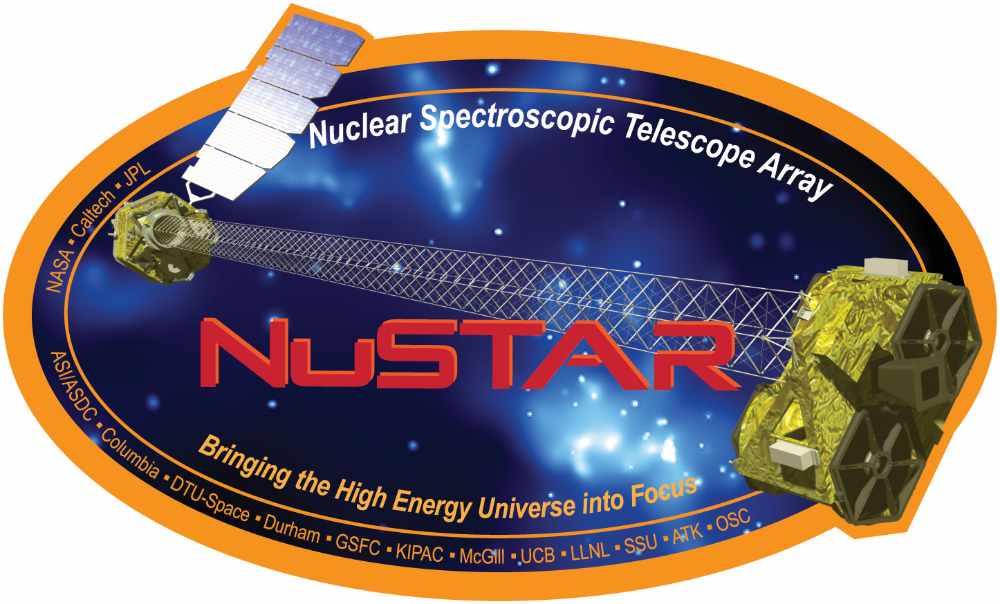 Nuclear Spectroscopic Telescope Array
NASA ▪ Caltech ▪ JPL
NuSTAR
Bringing the High Energy Universe into Focus
ASI/ASDC ▪ Columbia ▪ DTU-Space ▪ Durham ▪ GSFC ▪ KIPAC ▪ McGill ▪ UCB ▪ LLNL ▪ SSU ▪ ATK ▪ OSC